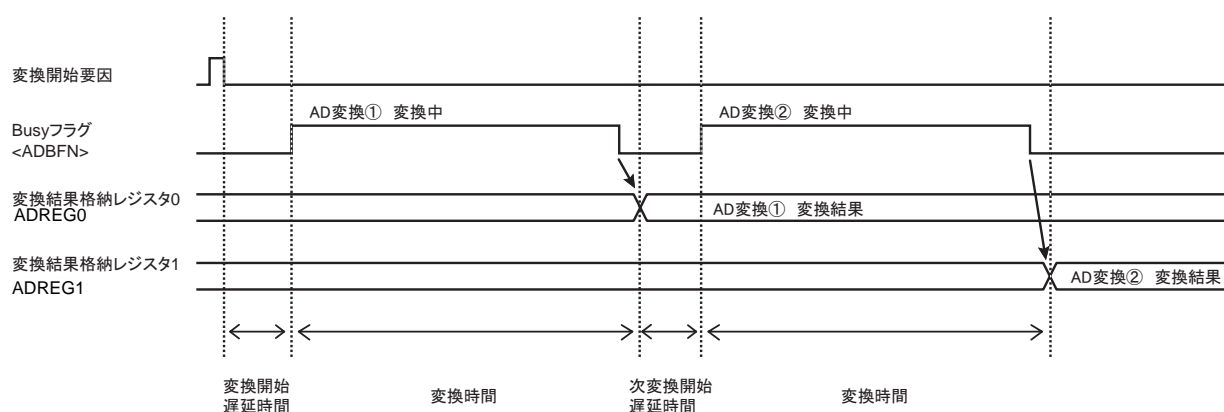 変換開始要因
AD変換① 変換中
AD変換② 変換中
Busyフラグ
<ADBFN>
変換結果格納レジスタ0
ADREG0
AD変換① 変換結果
変換結果格納レジスタ1
ADREG1
AD変換② 変換結果
変換開始
遅延時間
変換時間
次変換開始
遅延時間
変換時間